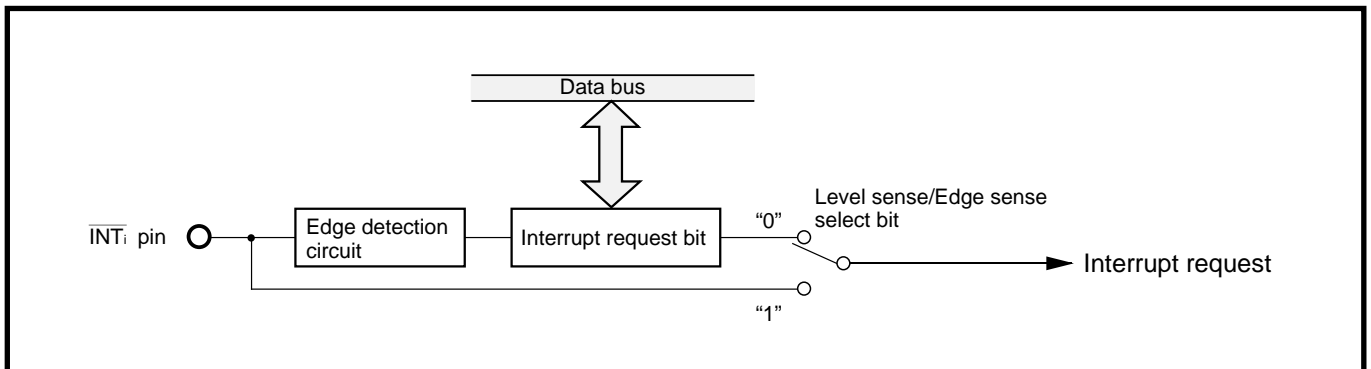 Data bus
Level sense/Edge sense
select bit
INTi pin
Edge detection
circuit
Interrupt request bit
“0”
Interrupt request
“1”